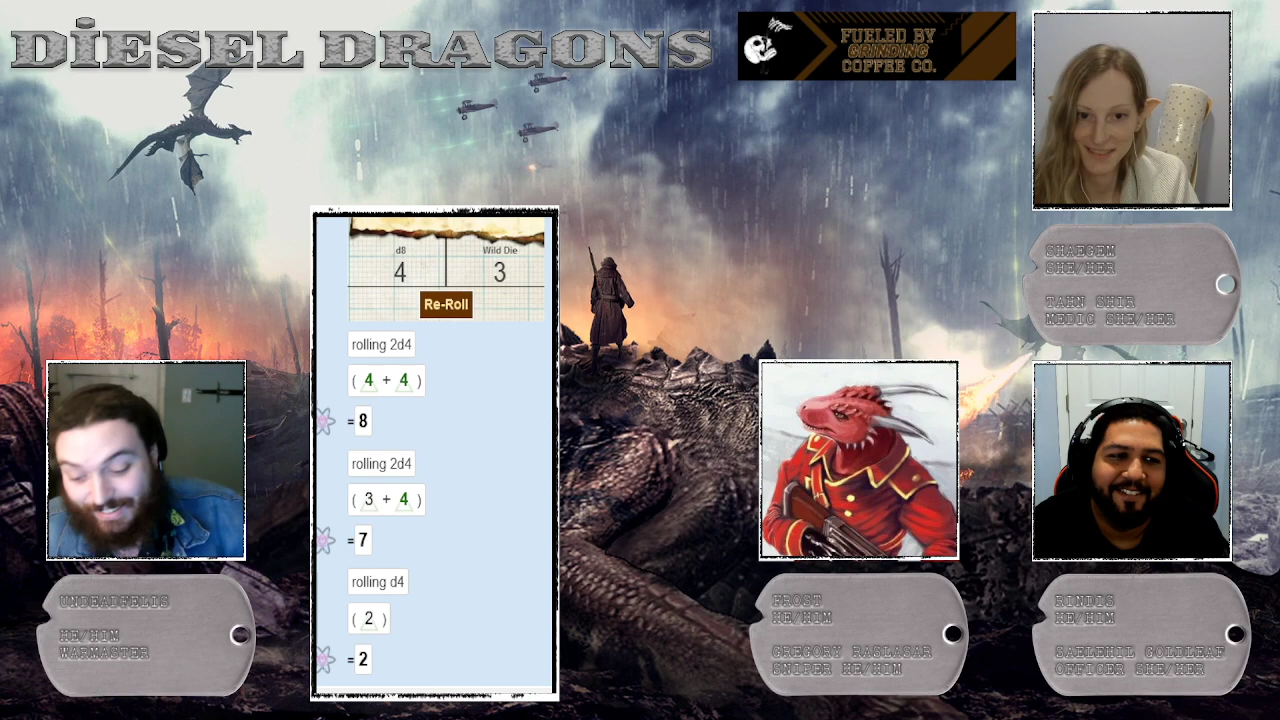 DIESEL DRAGONS
FUELED BY
GRINDING
COFFEE CO.
SHAEGEM
SHE/HER
TAHN SHIR
MEDIC SHE/HER
d8
Wild Die
4
3
Re-Roll
rolling 2d4
( 4 + 4 )
=8
rolling 2d4
( 3 + 4 )
=7
rolling d4
( 2 )
=2
UNDEADFELIS
HE/HIM
WARMASTER
FROST
HE/HIM
GREGORY RASLASAR
SNIPER HE/HIM
RINDIS
HE/HIM
SAELEHIL GOLDLEAF
OFFICER SHE/HER